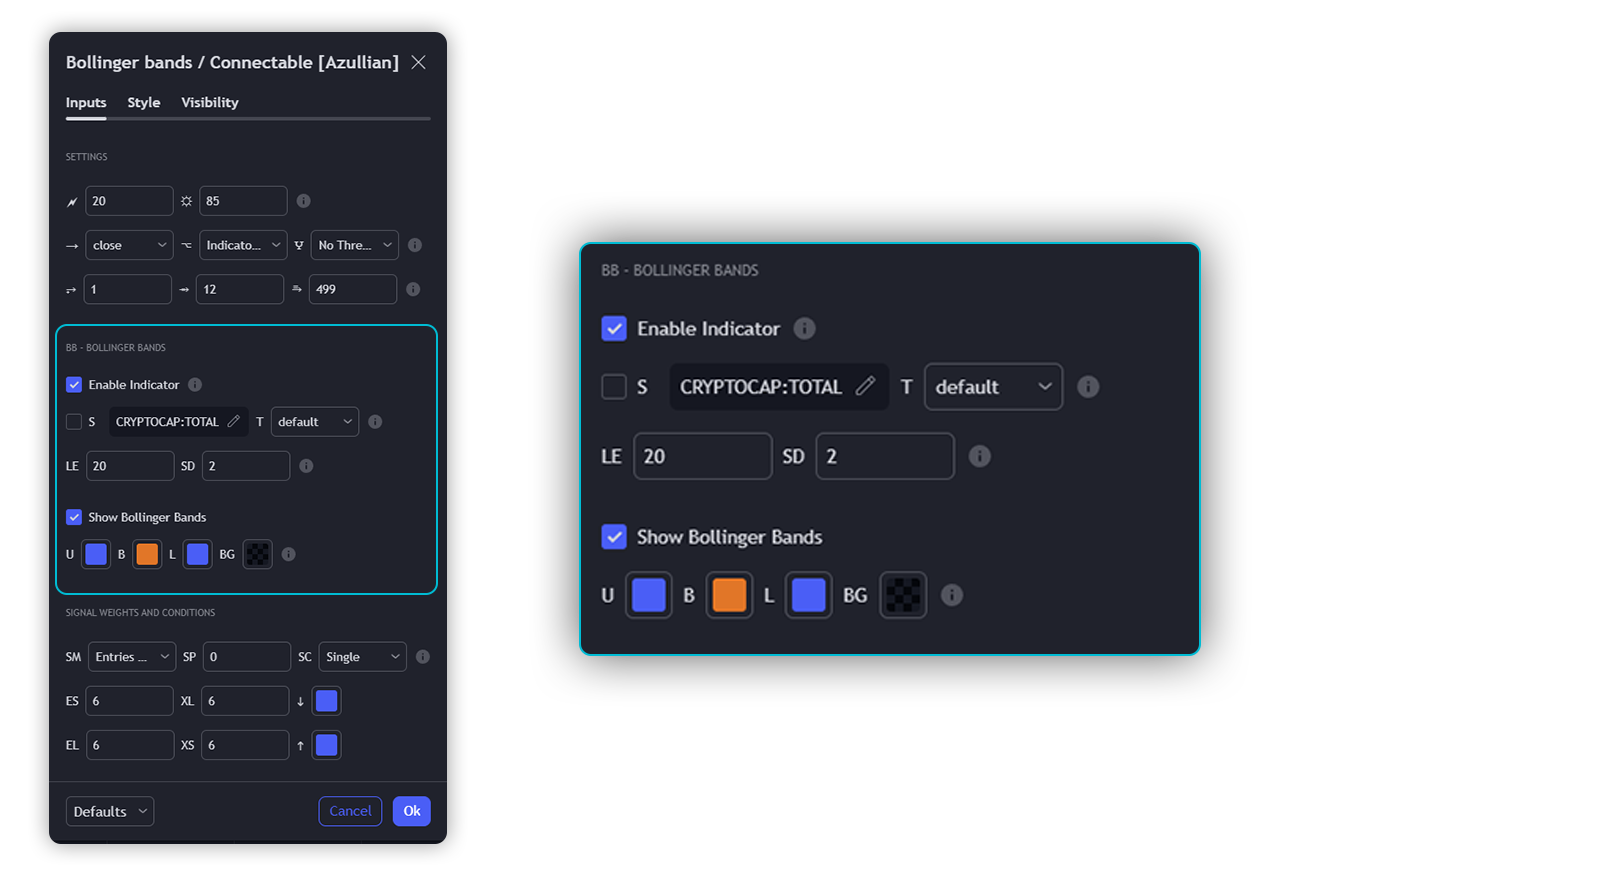 Bollinger bands / Connectable [Azullian]
Inputs Style Visibility
SETTINGS
20 85
close Indicato... No Thre...
1 12 499
BB - BOLLINGER BANDS
Enable Indicator
S CRYPTOCAP:TOTAL T default
LE 20 SD 2
Show Bollinger Bands
U B L BG
SIGNAL WEIGHTS AND CONDITIONS
SM Entries ... SP 0 SC Single
ES 6 XL 6 ↓
EL 6 XS 6 ↑
Defaults Cancel Ok
BB - BOLLINGER BANDS
Enable Indicator
S CRYPTOCAP:TOTAL T default
LE 20 SD 2
Show Bollinger Bands
U B L BG